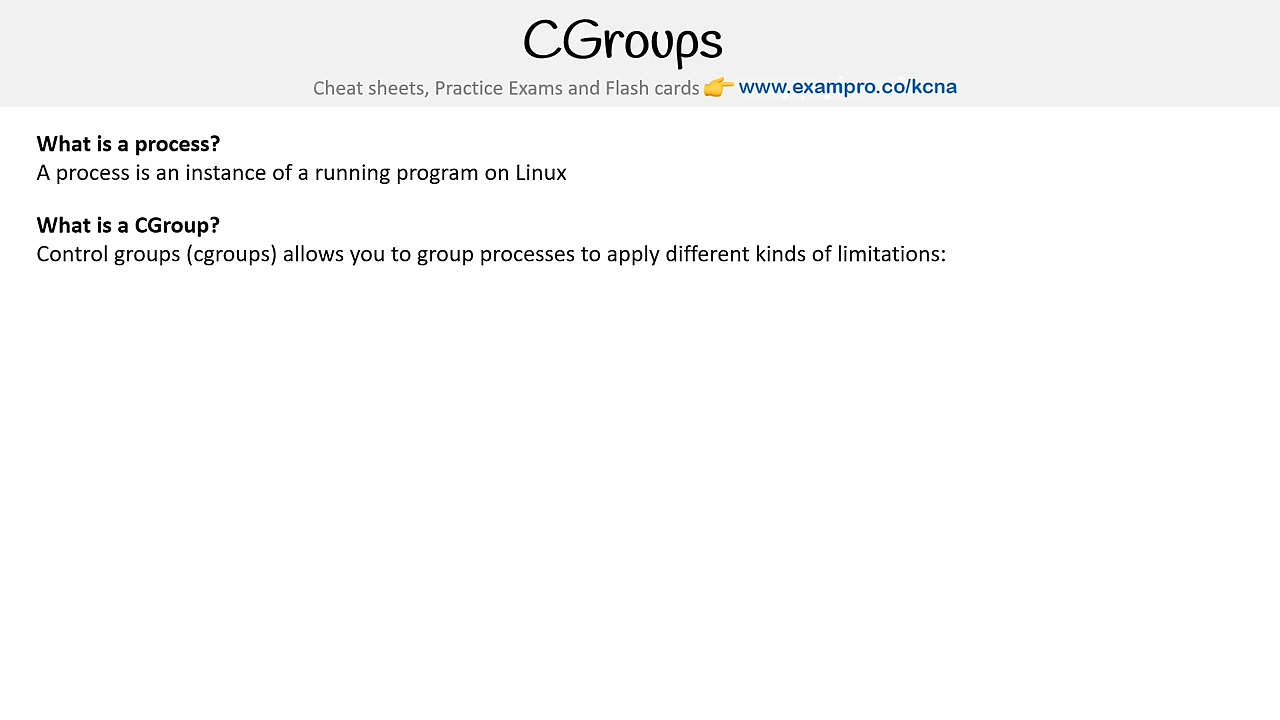 CGroups
Cheat sheets, Practice Exams and Flash cards 👉 www.exampro.co/kcna
What is a process?
A process is an instance of a running program on Linux
What is a CGroup?
Control groups (cgroups) allows you to group processes to apply different kinds of limitations: